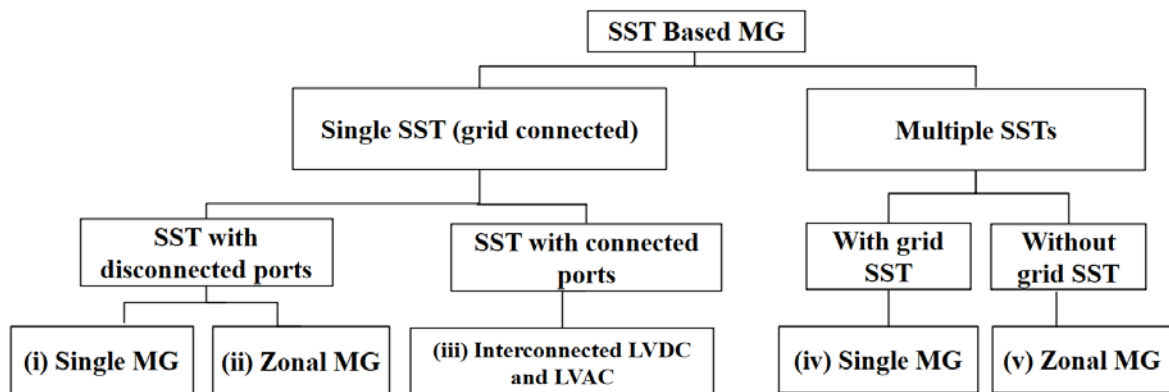 SST Based MG
Single SST (grid connected)
Multiple SSTs
SST with
disconnected ports
SST with connected
ports
With grid
SST
Without
grid SST
(i) Single MG
(ii) Zonal MG
(iii) Interconnected LVDC
and LVAC
(iv) Single MG
(v) Zonal MG